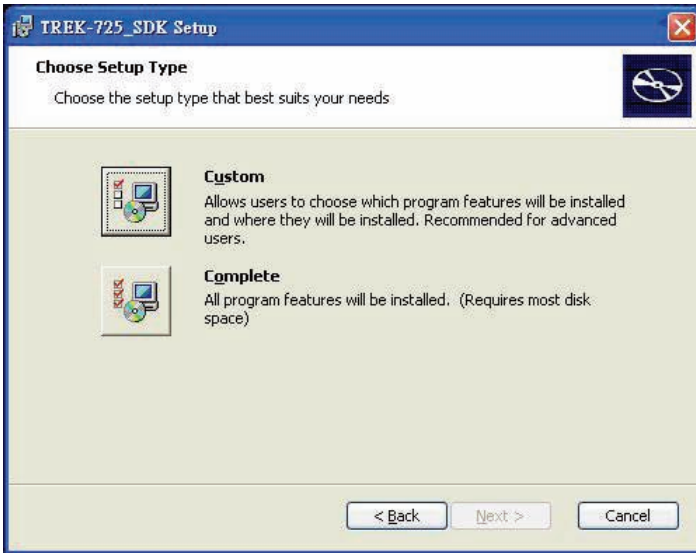 TREK-725_SDK Setup
Choose Setup Type
Choose the setup type that best suits your needs
Custom
Allows users to choose which program features will be installed
and where they will be installed. Recommended for advanced
users.
Complete
All program features will be installed. (Requires most disk
space)
< Back
Next >
Cancel